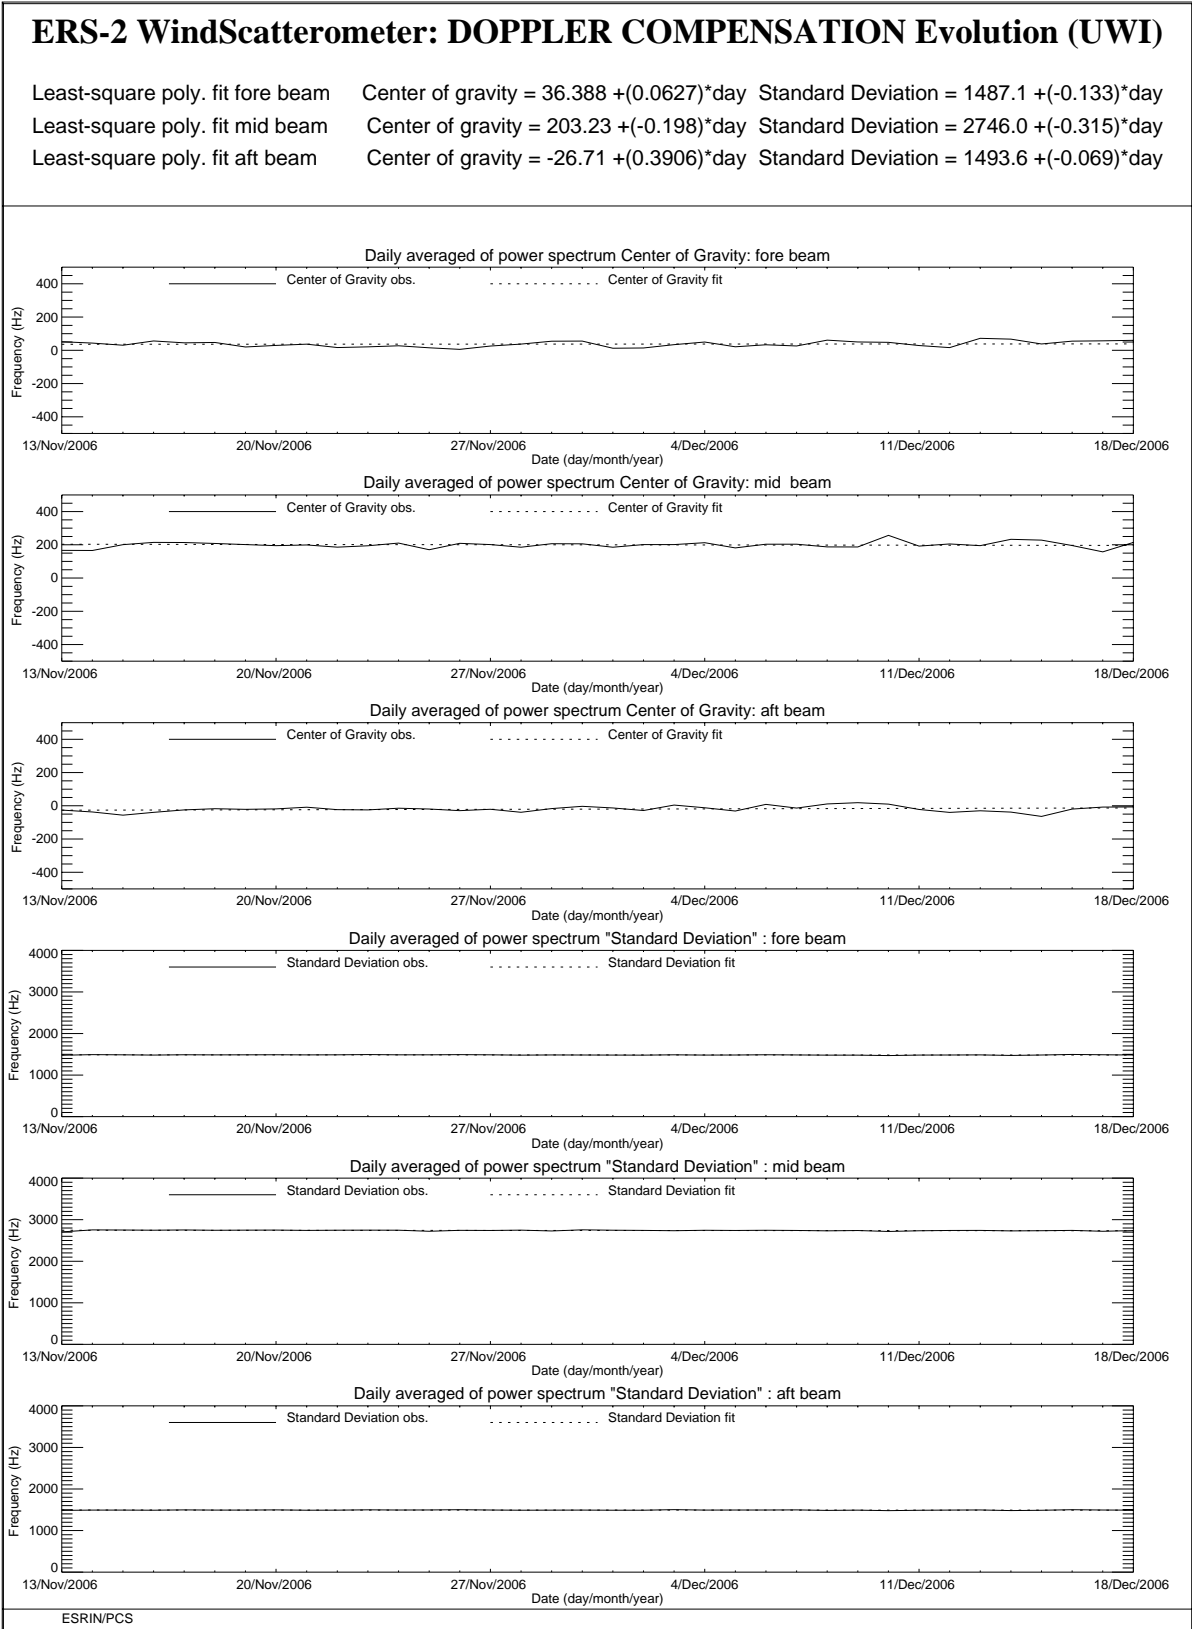 ERS-2 WindScatterometer: DOPPLER COMPENSATION Evolution (UWI)
Least-square poly. fit fore beam Center of gravity = 36.388 +(0.0627)*day Standard Deviation = 1487.1 +(-0.133)*day
Least-square poly. fit mid beam Center of gravity = 203.23 +(-0.198)*day Standard Deviation = 2746.0 +(-0.315)*day
Least-square poly. fit aft beam Center of gravity = -26.71 +(0.3906)*day Standard Deviation = 1493.6 +(-0.069)*day
Daily averaged of power spectrum Center of Gravity: fore beam
Center of Gravity obs. Center of Gravity fit
400
200
0
-200
-400
Frequency (Hz)
13/Nov/2006 20/Nov/2006 27/Nov/2006 4/Dec/2006 11/Dec/2006 18/Dec/2006
Date (day/month/year)
Daily averaged of power spectrum Center of Gravity: mid beam
Center of Gravity obs. Center of Gravity fit
400
200
0
-200
-400
Frequency (Hz)
13/Nov/2006 20/Nov/2006 27/Nov/2006 4/Dec/2006 11/Dec/2006 18/Dec/2006
Date (day/month/year)
Daily averaged of power spectrum Center of Gravity: aft beam
Center of Gravity obs. Center of Gravity fit
400
200
0
-200
-400
Frequency (Hz)
13/Nov/2006 20/Nov/2006 27/Nov/2006 4/Dec/2006 11/Dec/2006 18/Dec/2006
Date (day/month/year)
Daily averaged of power spectrum "Standard Deviation" : fore beam
Standard Deviation obs. Standard Deviation fit
4000
3000
2000
1000
0
Frequency (Hz)
13/Nov/2006 20/Nov/2006 27/Nov/2006 4/Dec/2006 11/Dec/2006 18/Dec/2006
Date (day/month/year)
Daily averaged of power spectrum "Standard Deviation" : mid beam
Standard Deviation obs. Standard Deviation fit
4000
3000
2000
1000
0
Frequency (Hz)
13/Nov/2006 20/Nov/2006 27/Nov/2006 4/Dec/2006 11/Dec/2006 18/Dec/2006
Date (day/month/year)
Daily averaged of power spectrum "Standard Deviation" : aft beam
Standard Deviation obs. Standard Deviation fit
4000
3000
2000
1000
0
Frequency (Hz)
13/Nov/2006 20/Nov/2006 27/Nov/2006 4/Dec/2006 11/Dec/2006 18/Dec/2006
Date (day/month/year)
ESRIN/PCS